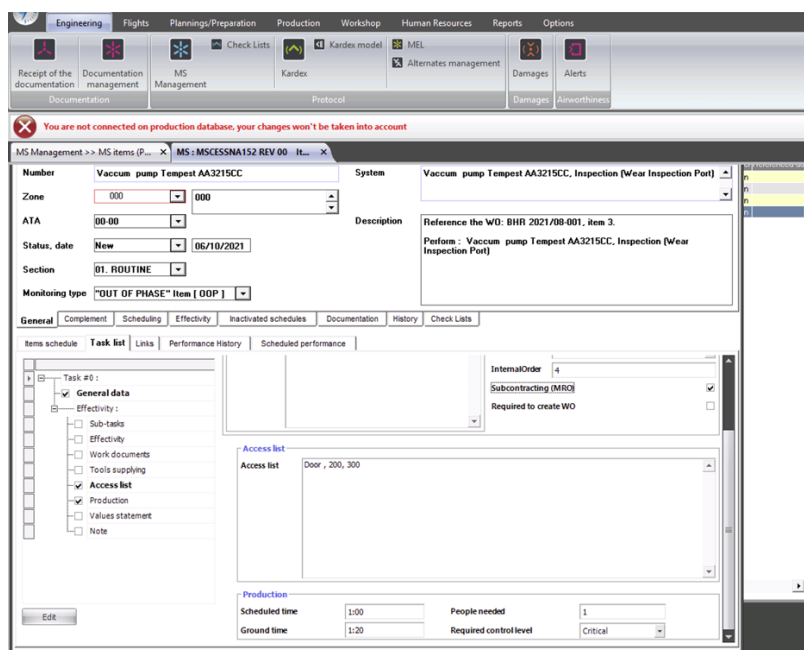 Engineering Flights Plannings/Preparation Production Workshop Human Resources Reports Options
Check Lists Kardex model MEL
Alternates management
Receipt of the documentation Documentation management MS Management Kardex Damages Alerts
Documentation Protocol Damages Airworthiness
You are not connected on production database, your changes won't be taken into account
MS Management >> MS items (P... X MS : MSCESSNA152 REV 00 It... X
Number Vaccum pump Tempest AA3215CC System Vaccum pump Tempest AA3215CC, Inspection (Wear Inspection Port)
Zone 000 000
ATA 00-00 Description Reference the WO: BHR 2021/08-001, item 3.
Status, date New 06/10/2021 Perform : Vaccum pump Tempest AA3215CC, Inspection (Wear
Inspection Port)
Section 01. ROUTINE
Monitoring type "OUT OF PHASE" Item [ OOP ]
General Complement Scheduling Effectivity Inactivated schedules Documentation History Check Lists
Items schedule Task list Links Performance History Scheduled performance
InternalOrder 4
Task #0 :
Subcontracting (MRO)
General data
Required to create WO
Effectivity :
Sub-tasks
Effectivity
Access list
Work documents
Access list Door , 200, 300
Tools supplying
Access list
Production
Values statement
Note
Production
Scheduled time 1:00 People needed 1
Edit
Ground time 1:20 Required control level Critical